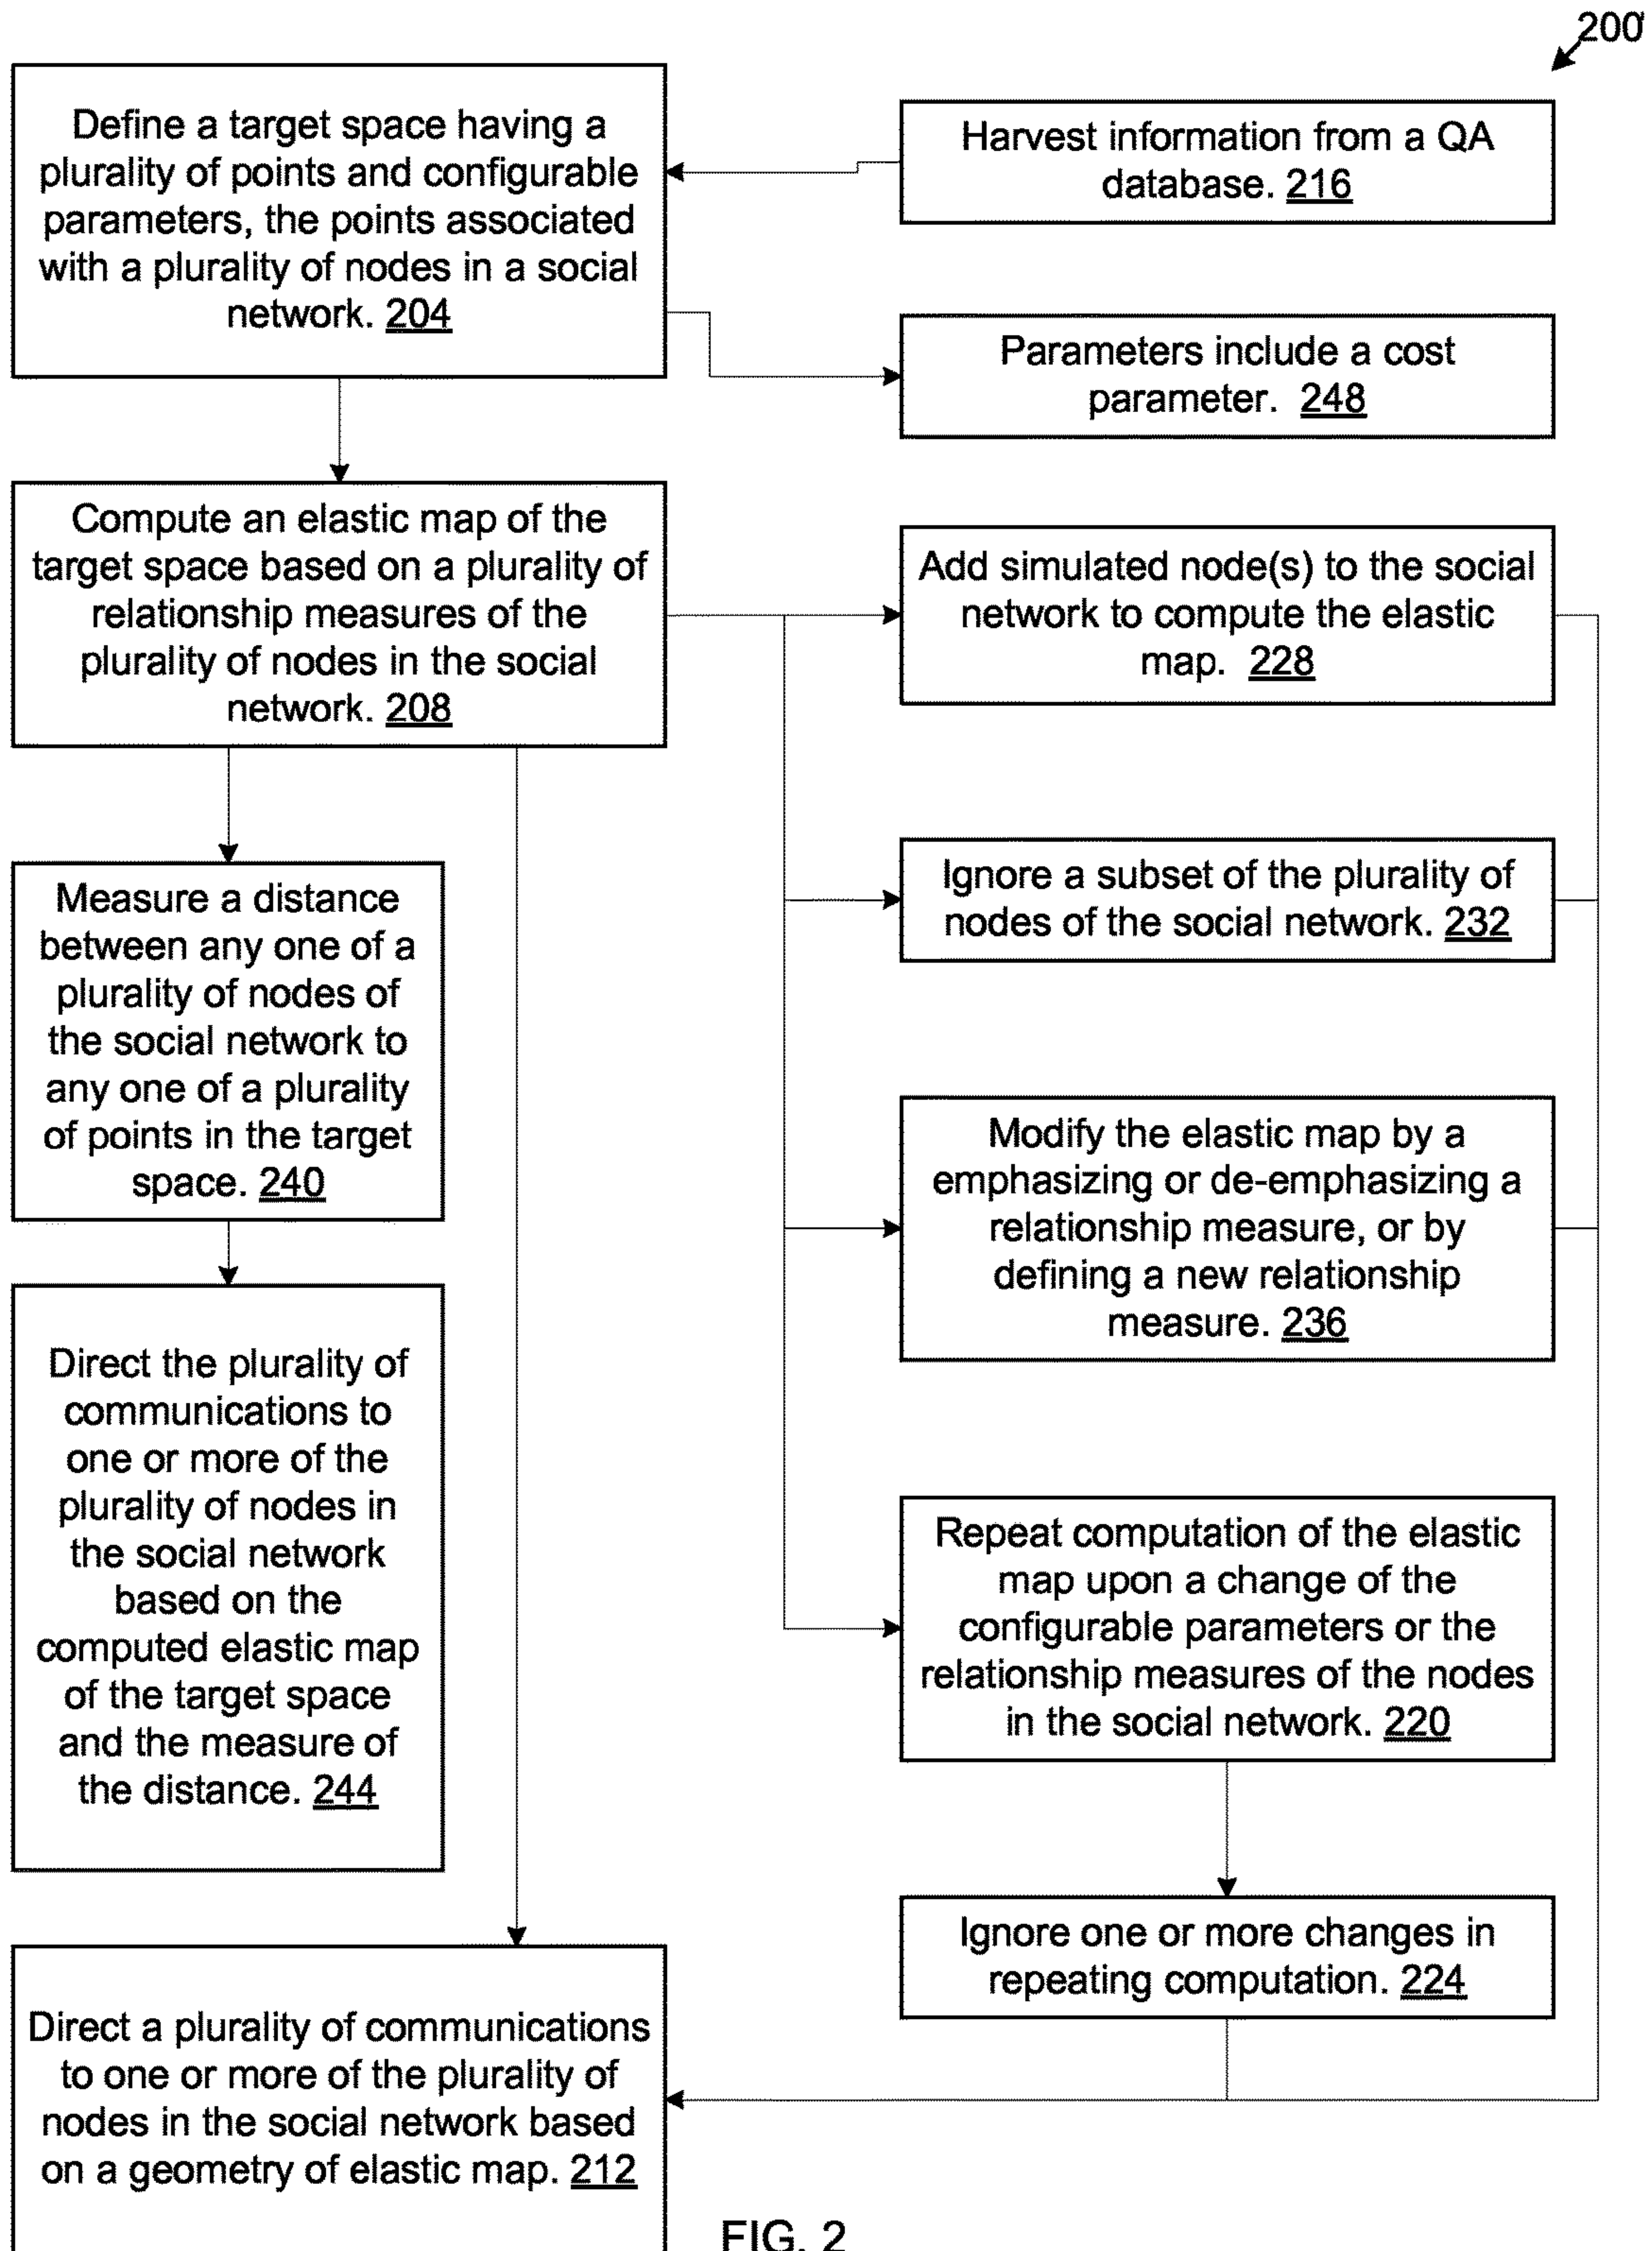 200
Define a target space having a
plurality of points and configurable
parameters, the points associated
with a plurality of nodes in a social
network. 204
Harvest information from a QA
database. 216
Parameters include a cost
parameter. 248
Compute an elastic map of the
target space based on a plurality of
relationship measures of the
plurality of nodes in the social
network. 208
Add simulated node(s) to the social
network to compute the elastic
map. 228
Ignore a subset of the plurality of
nodes of the social network. 232
Measure a distance
between any one of a
plurality of nodes of
the social network to
any one of a plurality
of points in the target
space. 240
Modify the elastic map by a
emphasizing or de-emphasizing a
relationship measure, or by
defining a new relationship
measure. 236
Direct the plurality of
communications to
one or more of the
plurality of nodes in
the social network
based on the
computed elastic map
of the target space
and the measure of
the distance. 244
Repeat computation of the elastic
map upon a change of the
configurable parameters or the
relationship measures of the nodes
in the social network. 220
Ignore one or more changes in
repeating computation. 224
Direct a plurality of communications
to one or more of the plurality of
nodes in the social network based
on a geometry of elastic map. 212
FIG. 2